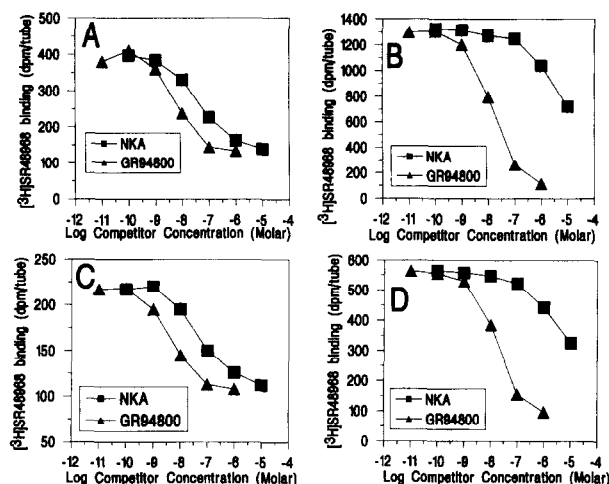 A
[³H]SR48968 binding (dpm/tube)
500
400
300
200
100
0
NKA
GR94800
-12 -11 -10 -9 -8 -7 -6 -5 -4
Log Competitor Concentration (Molar)
B
[³H]SR48968 binding (dpm/tube)
1400
1200
1000
800
600
400
200
0
NKA
GR94800
-12 -11 -10 -9 -8 -7 -6 -5 -4
Log Competitor Concentration (Molar)
C
[³H]SR48968 binding (dpm/tube)
250
200
150
100
50
NKA
GR94800
-12 -11 -10 -9 -8 -7 -6 -5 -4
Log Competitor Concentration (Molar)
D
[³H]SR48968 binding (dpm/tube)
600
500
400
300
200
100
0
NKA
GR94800
-12 -11 -10 -9 -8 -7 -6 -5 -4
Log Competitor Concentration (Molar)